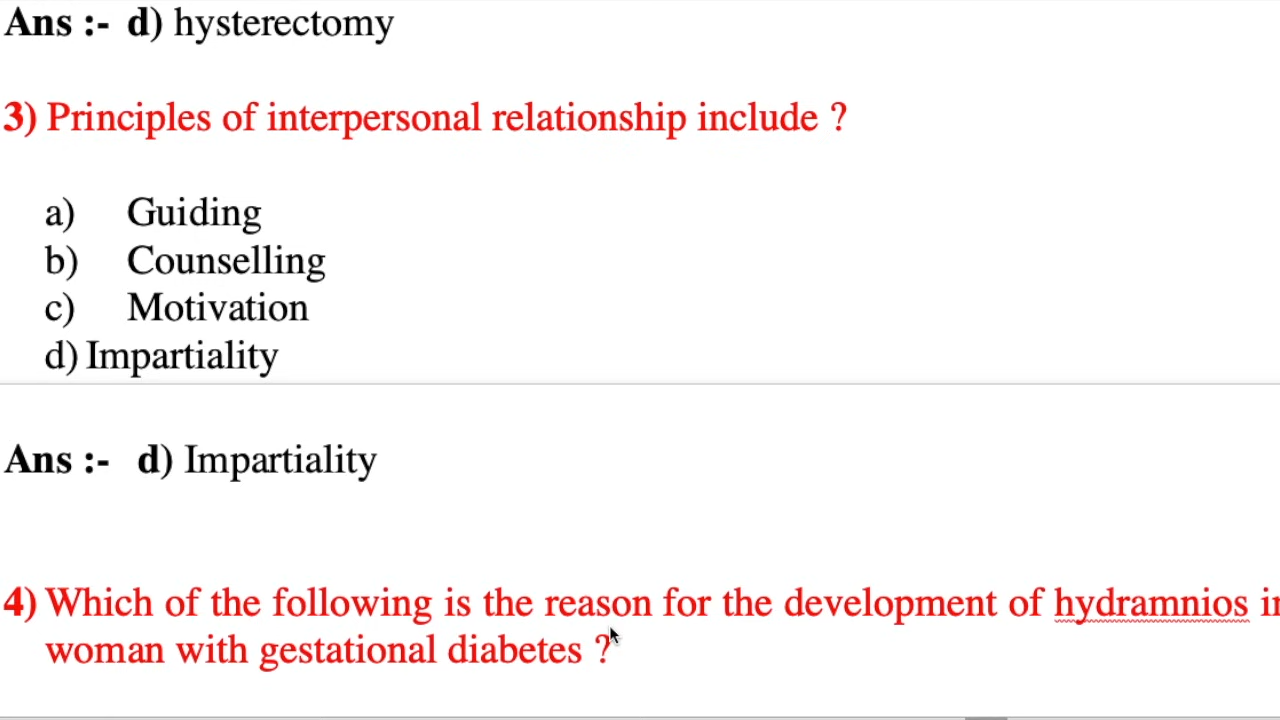 Ans :- d) hysterectomy
3) Principles of interpersonal relationship include ?
a) Guiding
b) Counselling
c) Motivation
d) Impartiality
Ans :- d) Impartiality
4) Which of the following is the reason for the development of hydramnios
woman with gestational diabetes ?